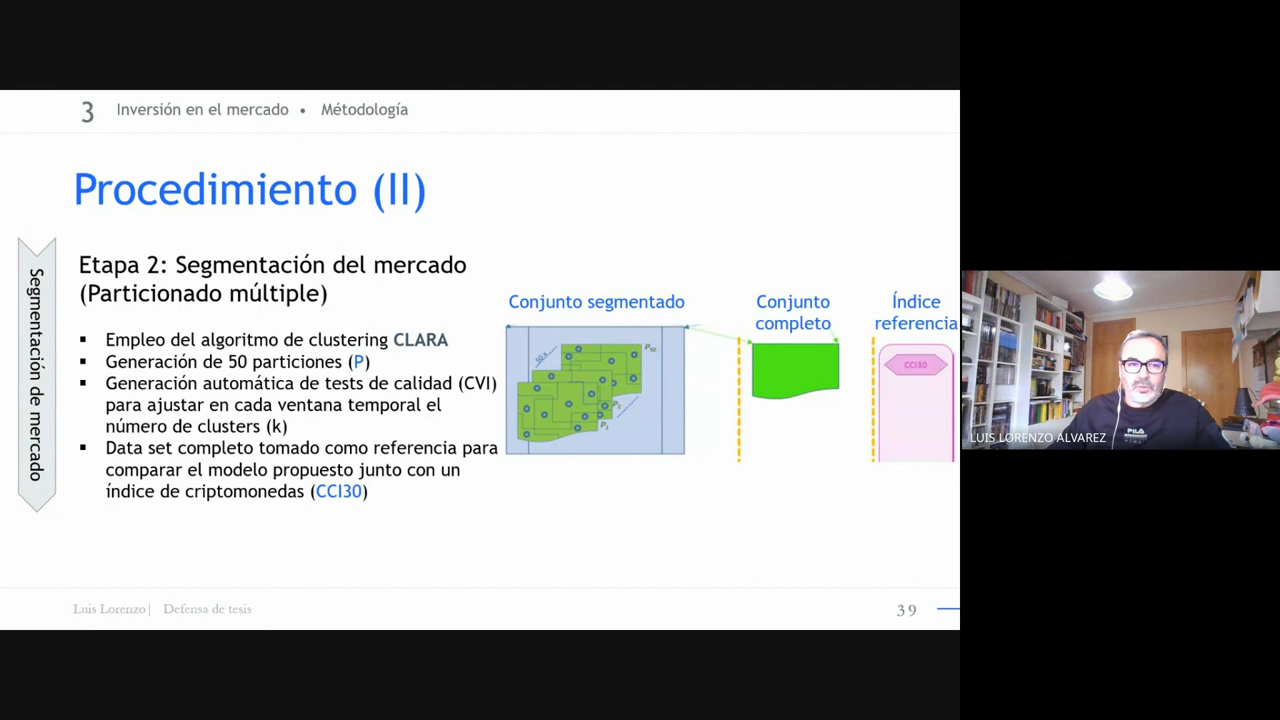 3 Inversión en el mercado • Métodología
Procedimiento (II)
Segmentación de mercado
Etapa 2: Segmentación del mercado
(Particionado múltiple)
▪ Empleo del algoritmo de clustering CLARA
▪ Generación de 50 particiones (P)
▪ Generación automática de tests de calidad (CVI)
para ajustar en cada ventana temporal el
número de clusters (k)
▪ Data set completo tomado como referencia para
comparar el modelo propuesto junto con un
índice de criptomonedas (CCI30)
Conjunto segmentado
P50
P2
P1
Conjunto
completo
Índice
referencia
CCI30
Luis Lorenzo| Defensa de tesis
39
LUIS LORENZO ALVAREZ
FILA